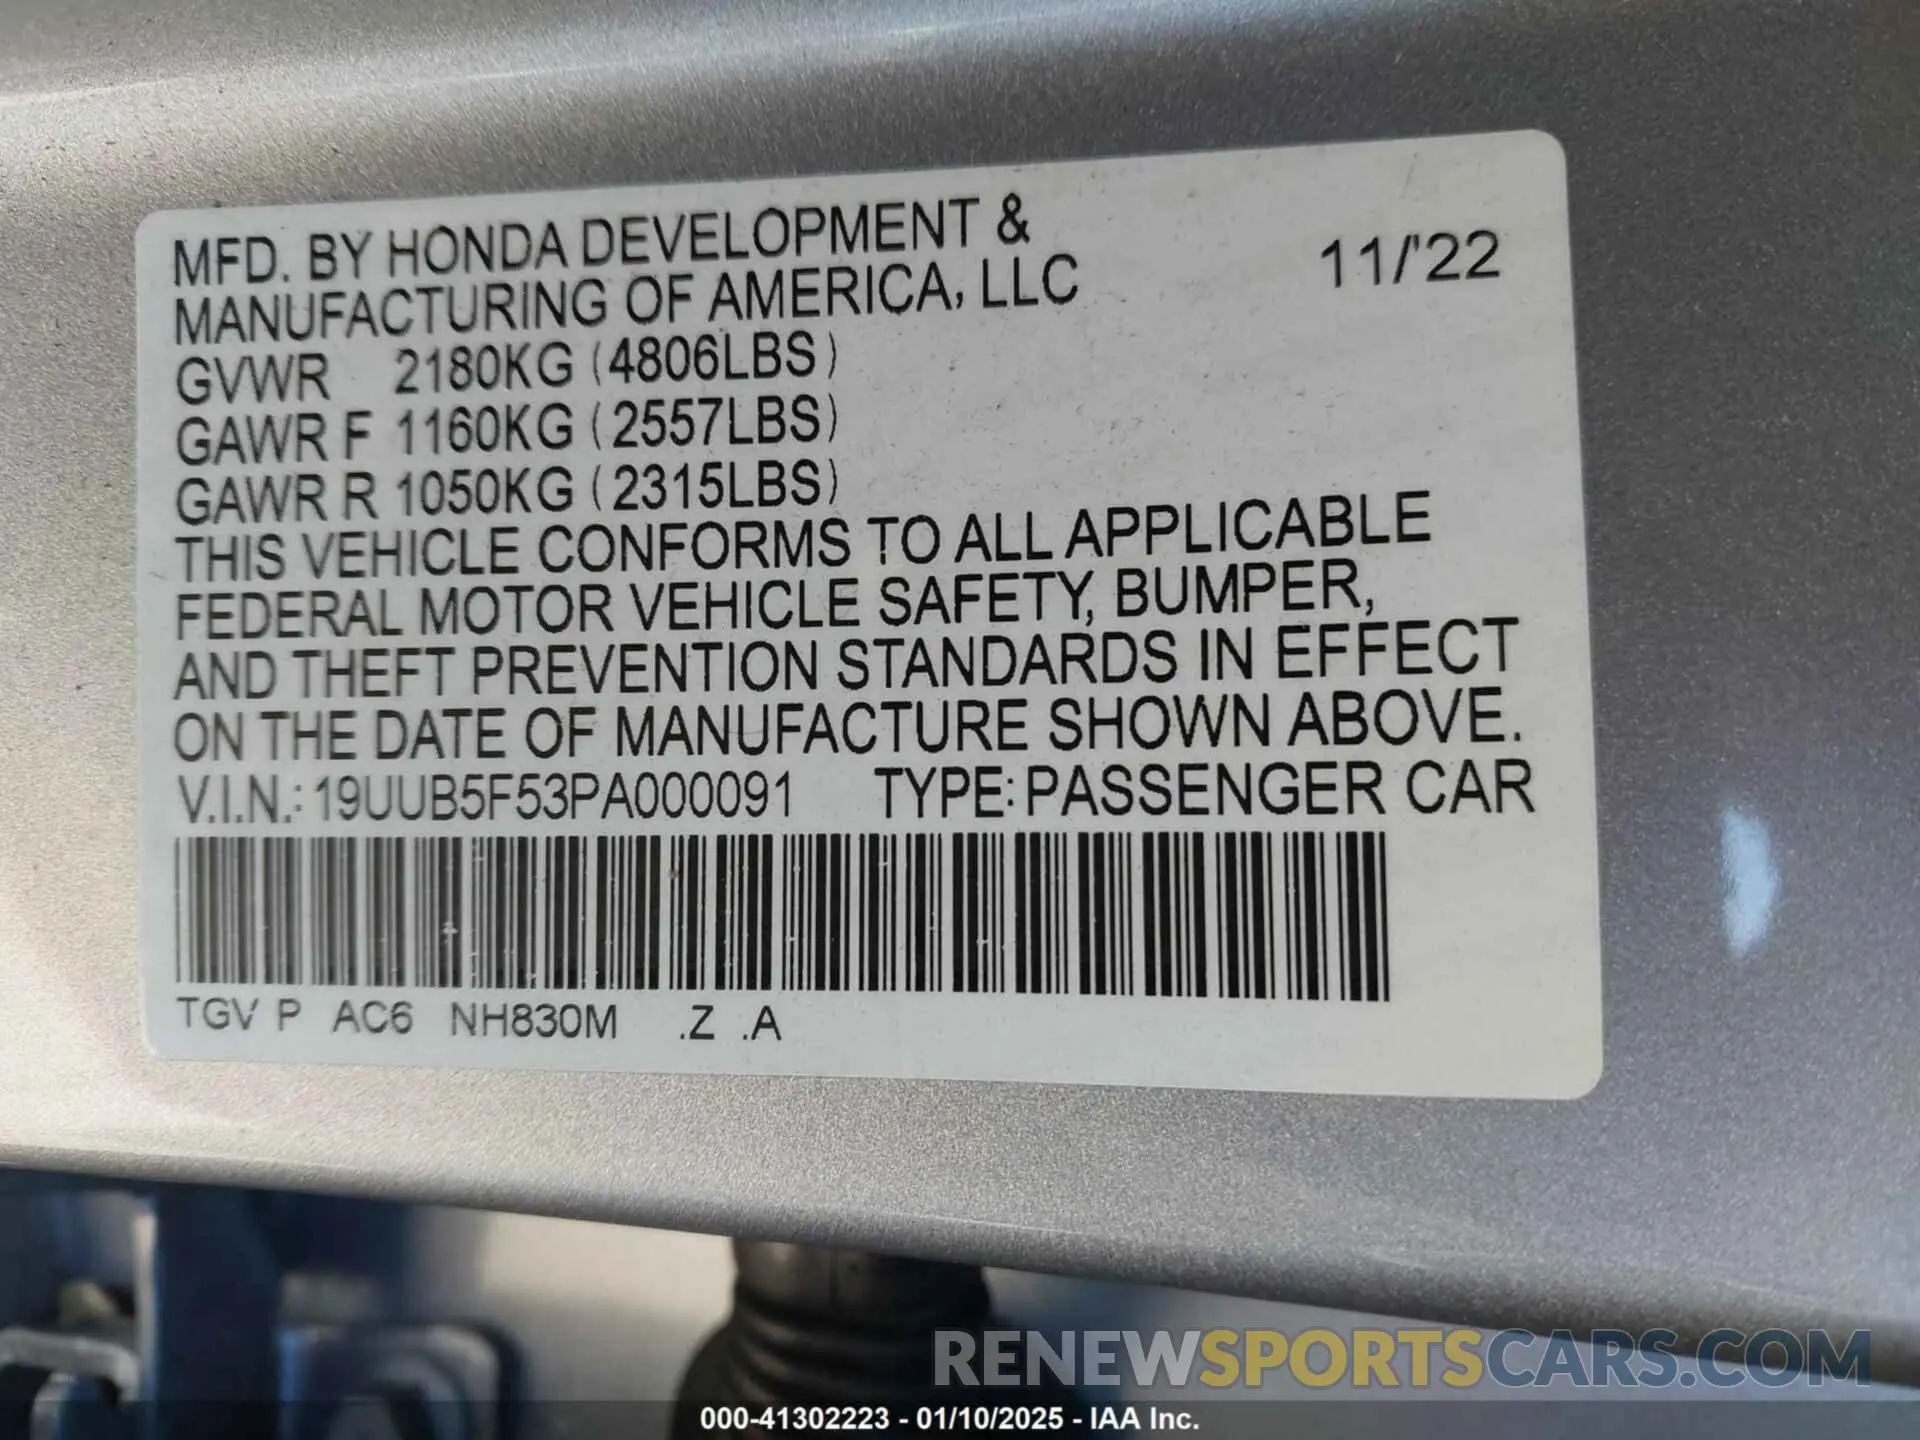 MFD. BY HONDA DEVELOPMENT &
MANUFACTURING OF AMERICA, LLC
11/'22
GVWR 2180KG (4806LBS)
GAWR F 1160KG (2557LBS)
GAWR R 1050KG (2315LBS)
THIS VEHICLE CONFORMS TO ALL APPLICABLE
FEDERAL MOTOR VEHICLE SAFETY, BUMPER,
AND THEFT PREVENTION STANDARDS IN EFFECT
ON THE DATE OF MANUFACTURE SHOWN ABOVE.
V.I.N.: 19UUB5F53PA000091 TYPE: PASSENGER CAR
TGV P AC6 NH830M .Z .A
RENEWSPORTSCARS.COM
000-41302223 - 01/10/2025 - IAA Inc.